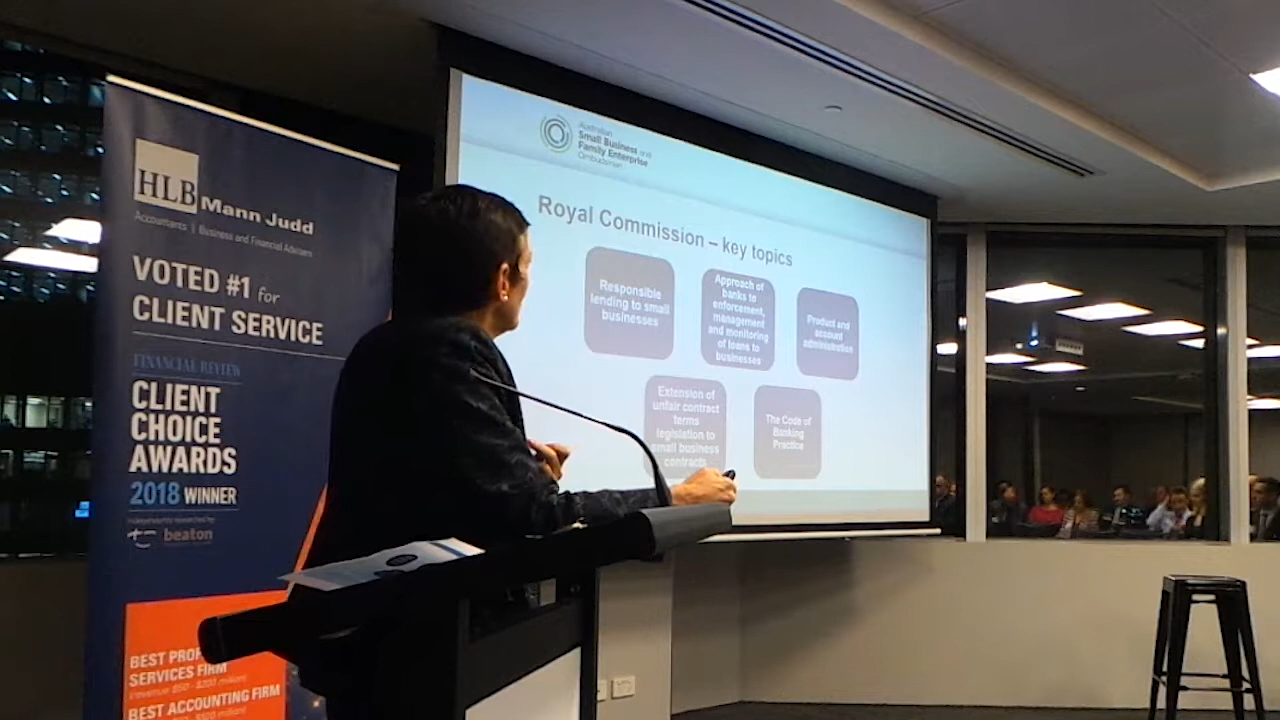 HLB Mann Judd
Accountants | Business and Financial Advisers
VOTED #1 for
CLIENT SERVICE
FINANCIAL REVIEW
CLIENT
CHOICE
AWARDS
2018 WINNER
beaton
SERVICES FIRM
BEST ACCOUNTING FIRM
Australian
Small Business and
Family Enterprise
Ombudsman
Royal Commission – key topics
Responsible
lending to small
businesses
Approach of
banks to
enforcement,
management
and monitoring
of loans to
businesses
Product and
account
administration
Extension of
unfair contract
terms
legislation to
small business
contracts
The Code of
Banking
Practice